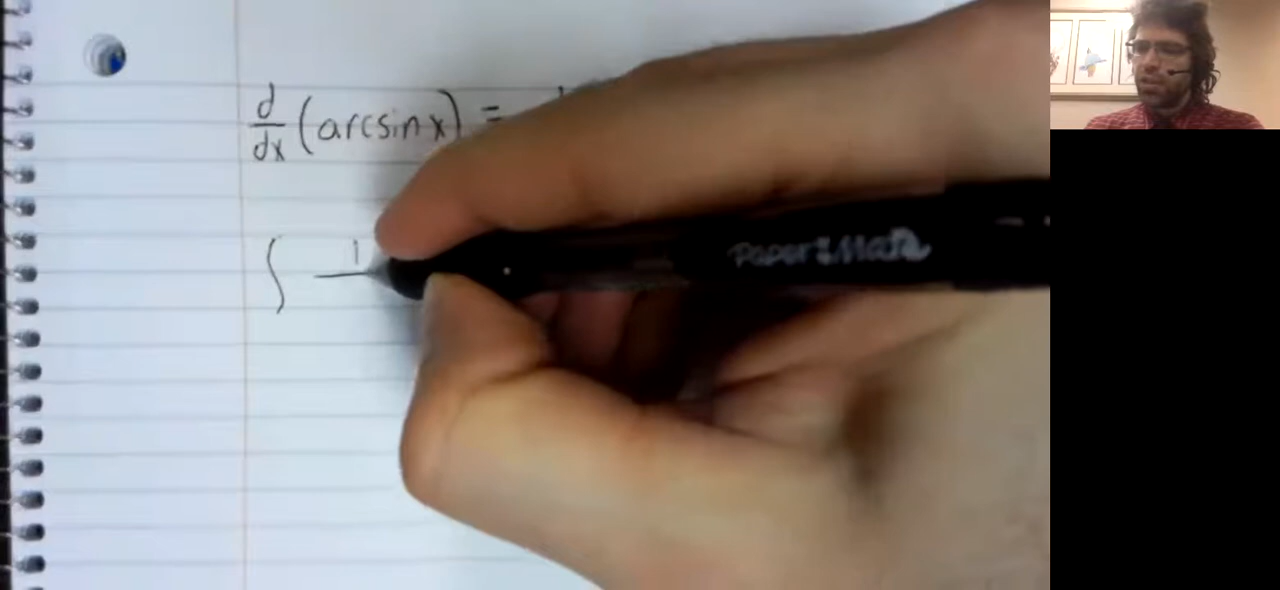 d/dx (arcsin x) =
∫ 1
Paper:Mate